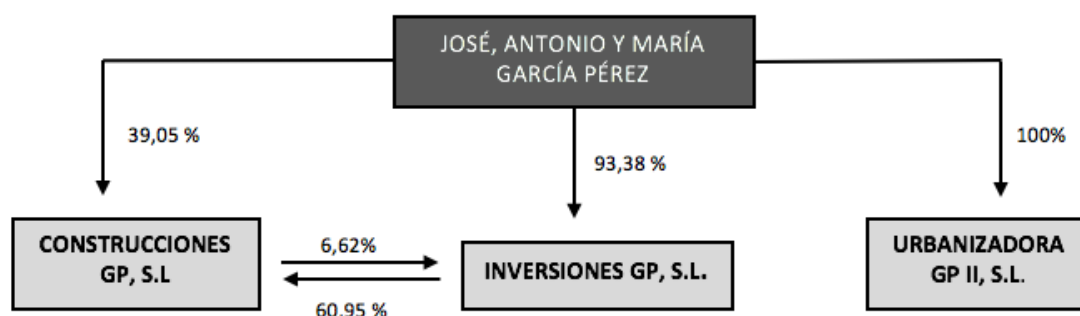 JOSÉ, ANTONIO Y MARÍA
GARCÍA PÉREZ
39,05 %
93,38 %
100%
CONSTRUCCIONES
GP, S.L
6,62%
60,95 %
INVERSIONES GP, S.L.
URBANIZADORA
GP II, S.L.